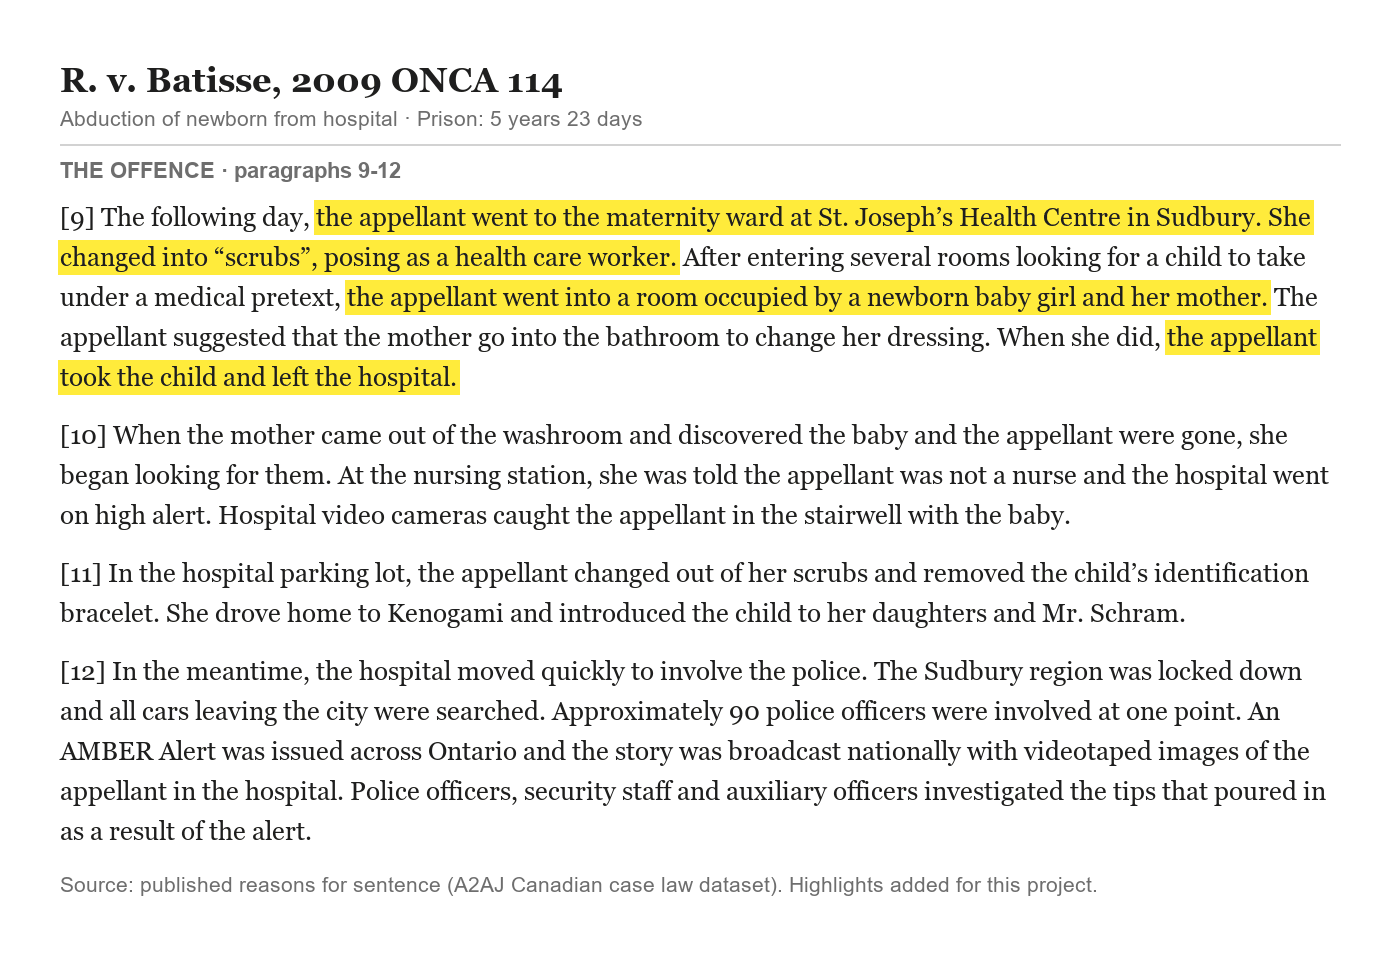 R. v. Batisse, 2009 ONCA 114
Abduction of newborn from hospital · Prison: 5 years 23 days
THE OFFENCE · paragraphs 9-12
[9] The following day, the appellant went to the maternity ward at St. Joseph’s Health Centre in Sudbury. She
changed into “scrubs”, posing as a health care worker. After entering several rooms looking for a child to take
under a medical pretext, the appellant went into a room occupied by a newborn baby girl and her mother. The
appellant suggested that the mother go into the bathroom to change her dressing. When she did, the appellant
took the child and left the hospital.
[10] When the mother came out of the washroom and discovered the baby and the appellant were gone, she
began looking for them. At the nursing station, she was told the appellant was not a nurse and the hospital went
on high alert. Hospital video cameras caught the appellant in the stairwell with the baby.
[11] In the hospital parking lot, the appellant changed out of her scrubs and removed the child’s identification
bracelet. She drove home to Kenogami and introduced the child to her daughters and Mr. Schram.
[12] In the meantime, the hospital moved quickly to involve the police. The Sudbury region was locked down
and all cars leaving the city were searched. Approximately 90 police officers were involved at one point. An
AMBER Alert was issued across Ontario and the story was broadcast nationally with videotaped images of the
appellant in the hospital. Police officers, security staff and auxiliary officers investigated the tips that poured in
as a result of the alert.
Source: published reasons for sentence (A2AJ Canadian case law dataset). Highlights added for this project.